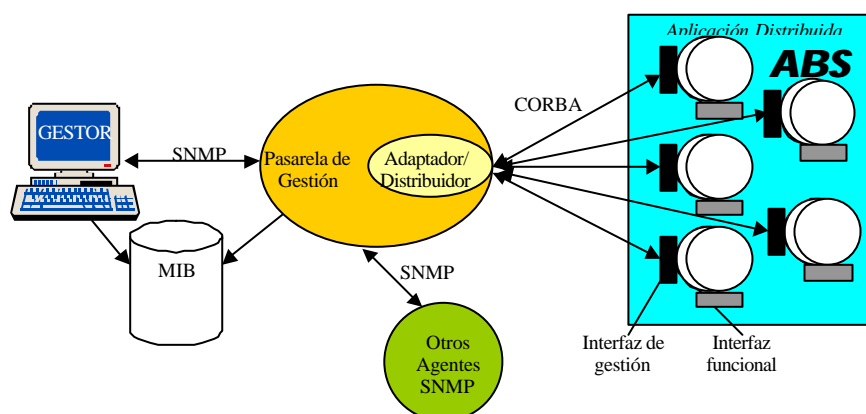 Aplicación Distribuida
ABS
CORBA
GESTOR
SNMP
Pasarela de
Gestión
Adaptador/
Distribuidor
MIB
SNMP
Otros
Agentes
SNMP
Interfaz de
gestión
Interfaz
funcional